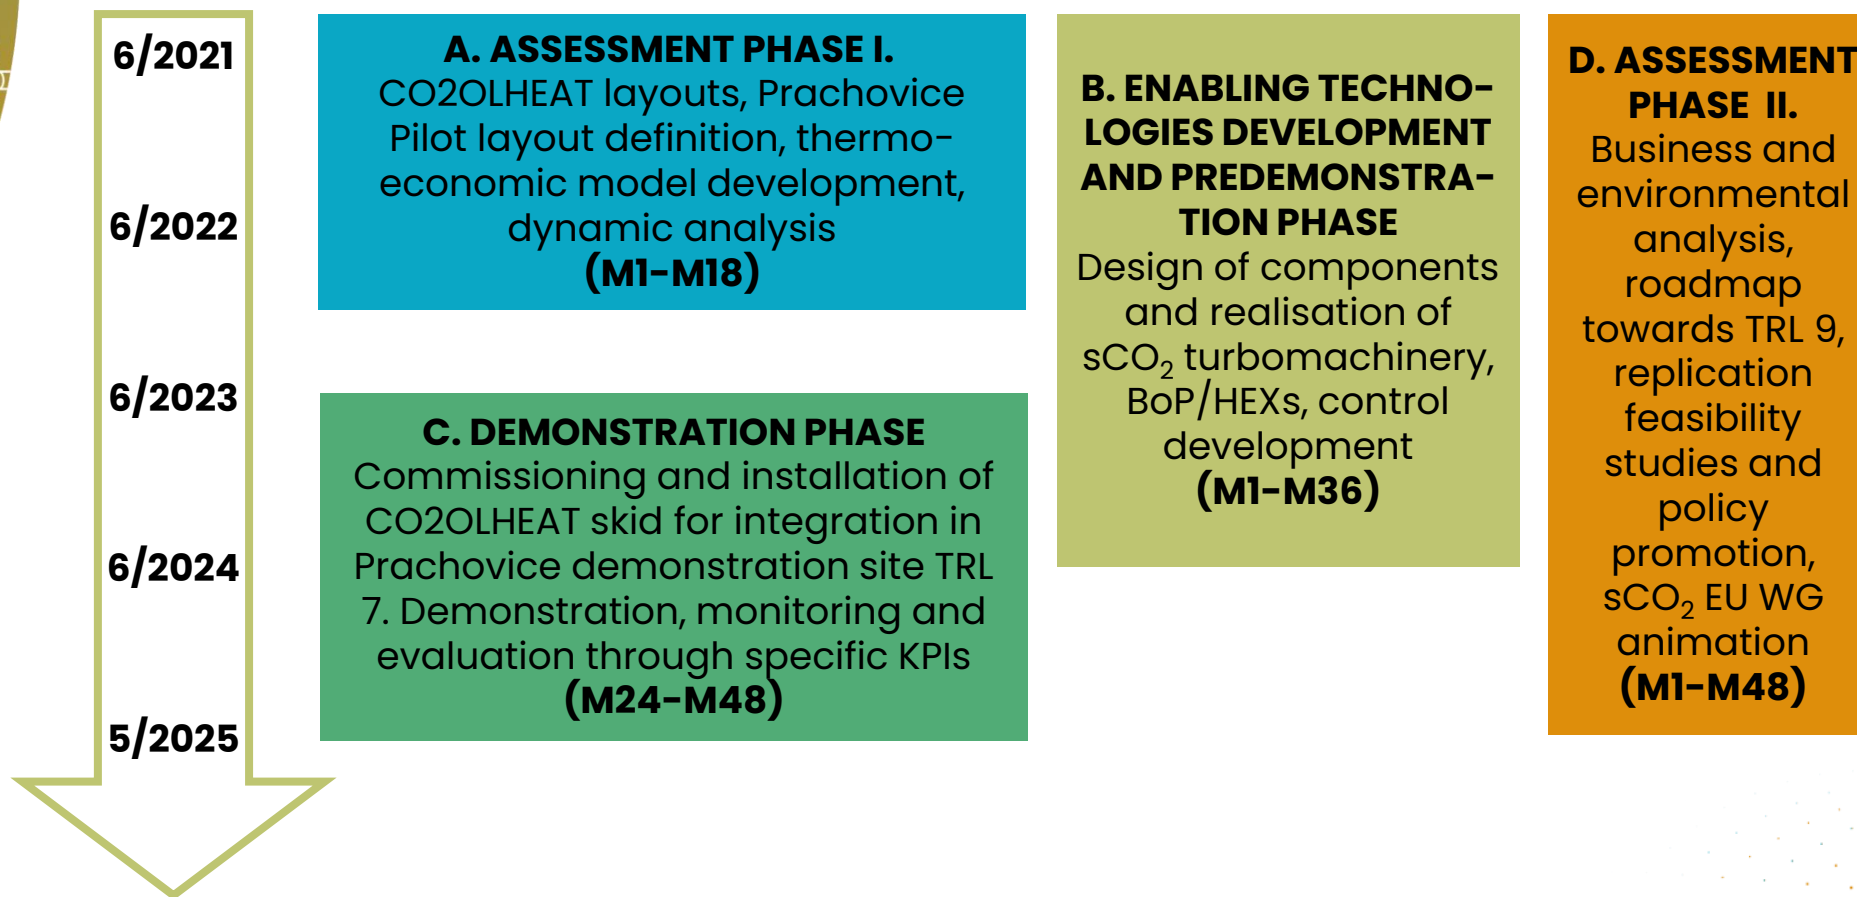 6/2021
6/2022
6/2023
6/2024
5/2025
A. ASSESSMENT PHASE I.
CO2OLHEAT layouts, Prachovice
Pilot layout definition, thermo-
economic model development,
dynamic analysis
(M1-M18)
C. DEMONSTRATION PHASE
Commissioning and installation of
CO2OLHEAT skid for integration in
Prachovice demonstration site TRL
7. Demonstration, monitoring and
evaluation through specific KPIs
(M24-M48)
B. ENABLING TECHNO-
LOGIES DEVELOPMENT
AND PREDEMONSTRA-
TION PHASE
Design of components
and realisation of
sCO₂ turbomachinery,
BoP/HEXs, control
development
(M1-M36)
D. ASSESSMENT
PHASE II.
Business and
environmental
analysis,
roadmap
towards TRL 9,
replication
feasibility
studies and
policy
promotion,
sCO₂ EU WG
animation
(M1-M48)